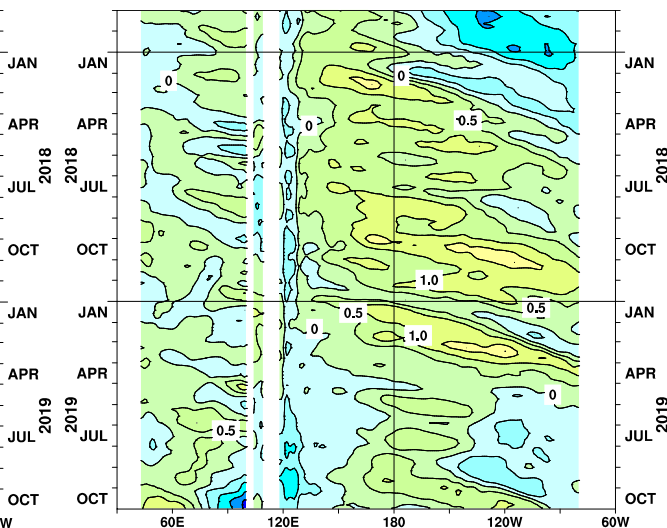 JAN JAN 0 0 JAN
APR APR 0 0.5 APR
2018 2018 2018
JUL JUL JUL
OCT OCT OCT
1.0
JAN JAN 0.5 0.5 JAN
0 1.0
APR APR APR
0
2019 2019 2019
JUL JUL 0.5 JUL
OCT OCT OCT
W 60E 120E 180 120W 60W